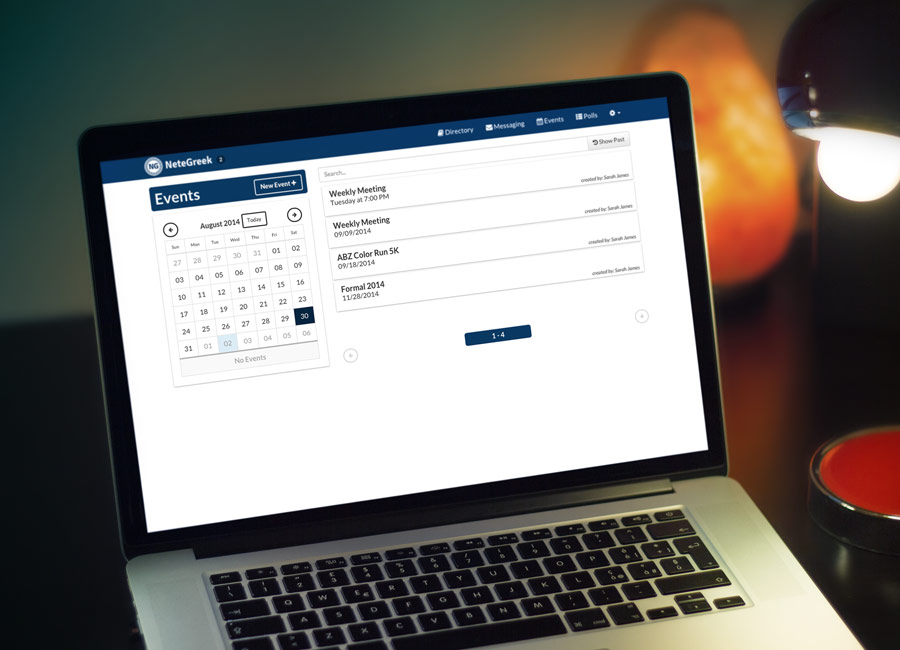 NG NeteGreek 2
Directory Messaging Events Polls
Events
New Event +
August 2014 Today
Sun Mon Tue Wed Thu Fri Sat
27 28 29 30 31 01 02
03 04 05 06 07 08 09
10 11 12 13 14 15 16
17 18 19 20 21 22 23
24 25 26 27 28 29 30
31 01 02 03 04 05 06
No Events
Search...
Show Past
Weekly Meeting
Tuesday at 7:00 PM
created by: Sarah James
Weekly Meeting
09/09/2014
created by: Sarah James
ABZ Color Run 5K
09/18/2014
created by: Sarah James
Formal 2014
11/28/2014
created by: Sarah James
1 - 4
Q W E R T Y U I O P
A S D F G H J K L
Z X C V B N M